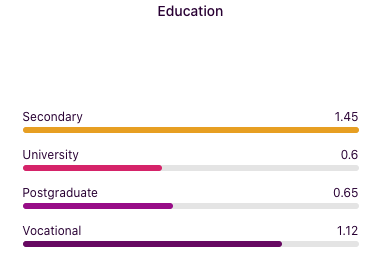 Education
Secondary 1.45
University 0.6
Postgraduate 0.65
Vocational 1.12